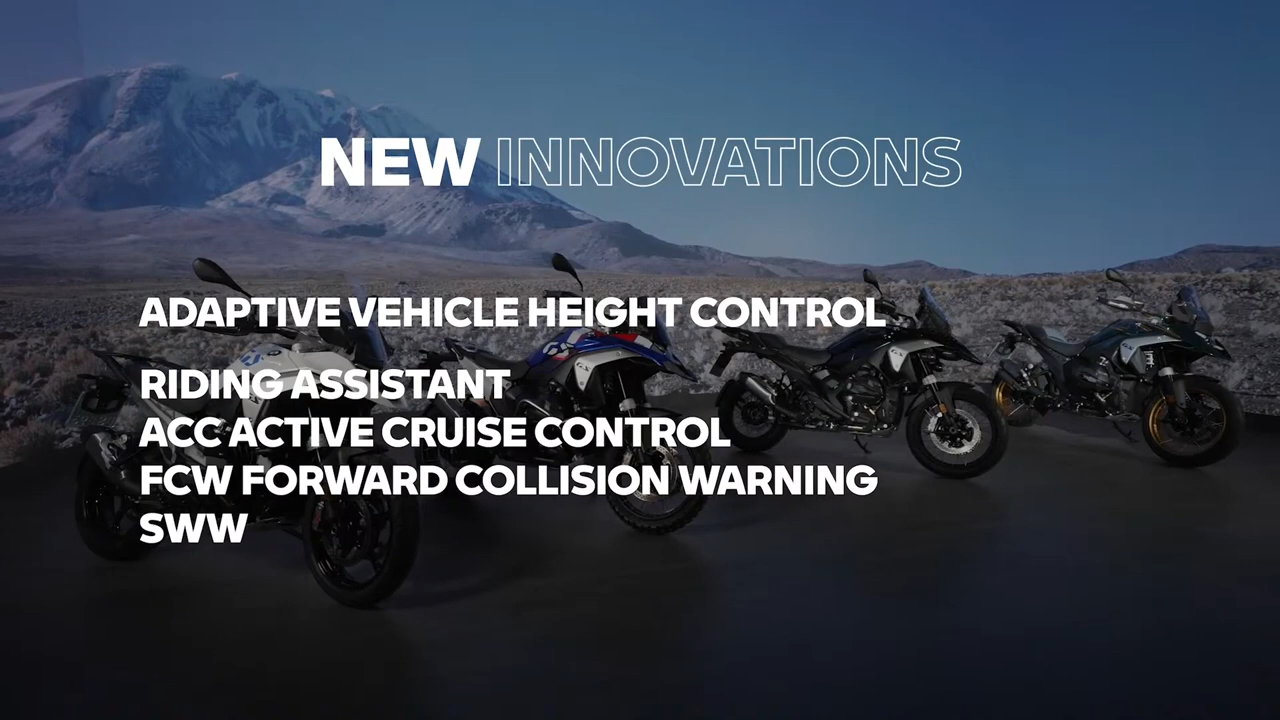 NEW INNOVATIONS
ADAPTIVE VEHICLE HEIGHT CONTROL
RIDING ASSISTANT
ACC ACTIVE CRUISE CONTROL
FCW FORWARD COLLISION WARNING
SWW